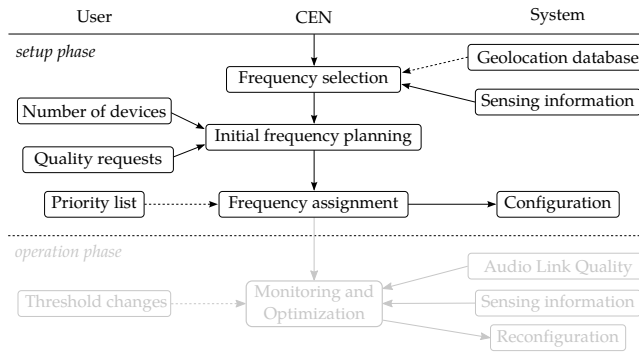 User CEN System
setup phase
Geolocation database
Frequency selection
Sensing information
Number of devices
Initial frequency planning
Quality requests
Priority list Frequency assignment Configuration
operation phase
Audio Link Quality
Threshold changes Monitoring and Sensing information
Optimization
Reconfiguration